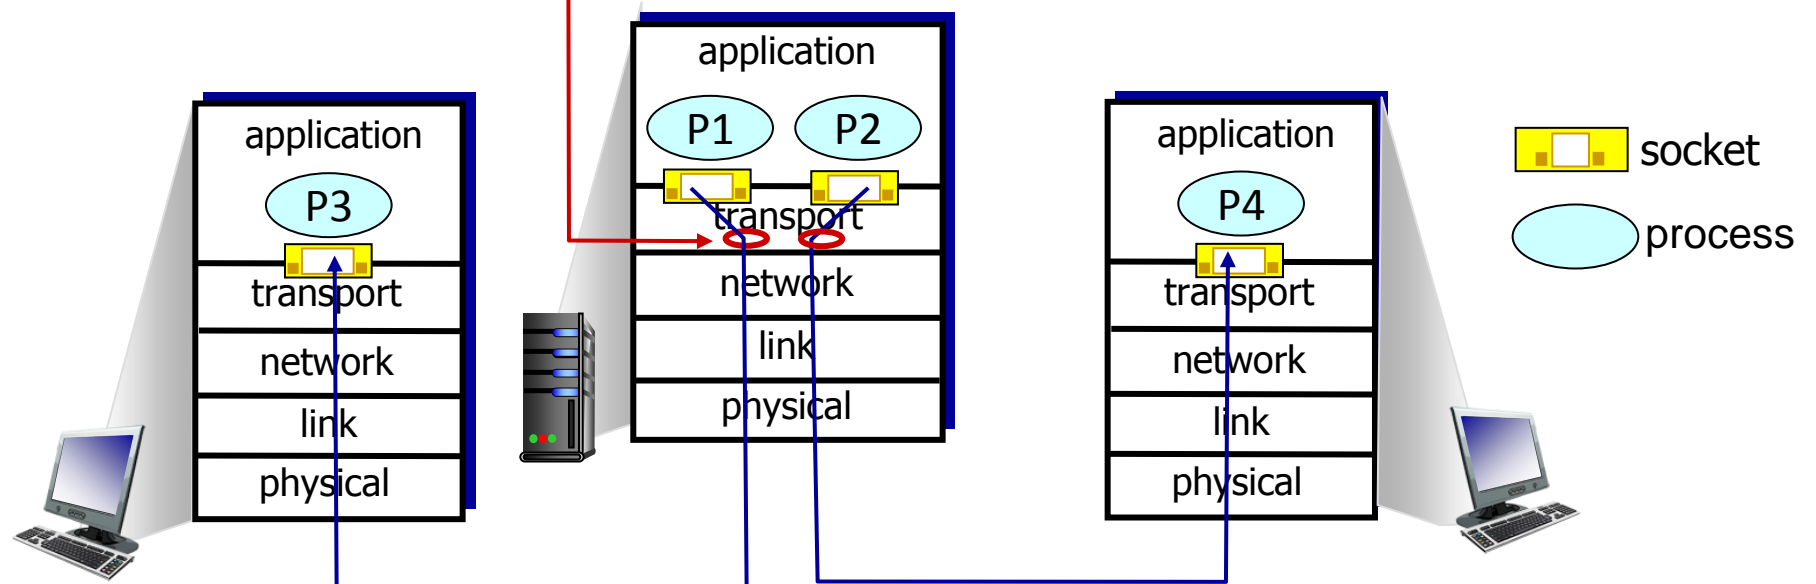 application
P3
transport
network
link
physical
application
P1 P2
transport
network
link
physical
application
P4
transport
network
link
physical
socket
process